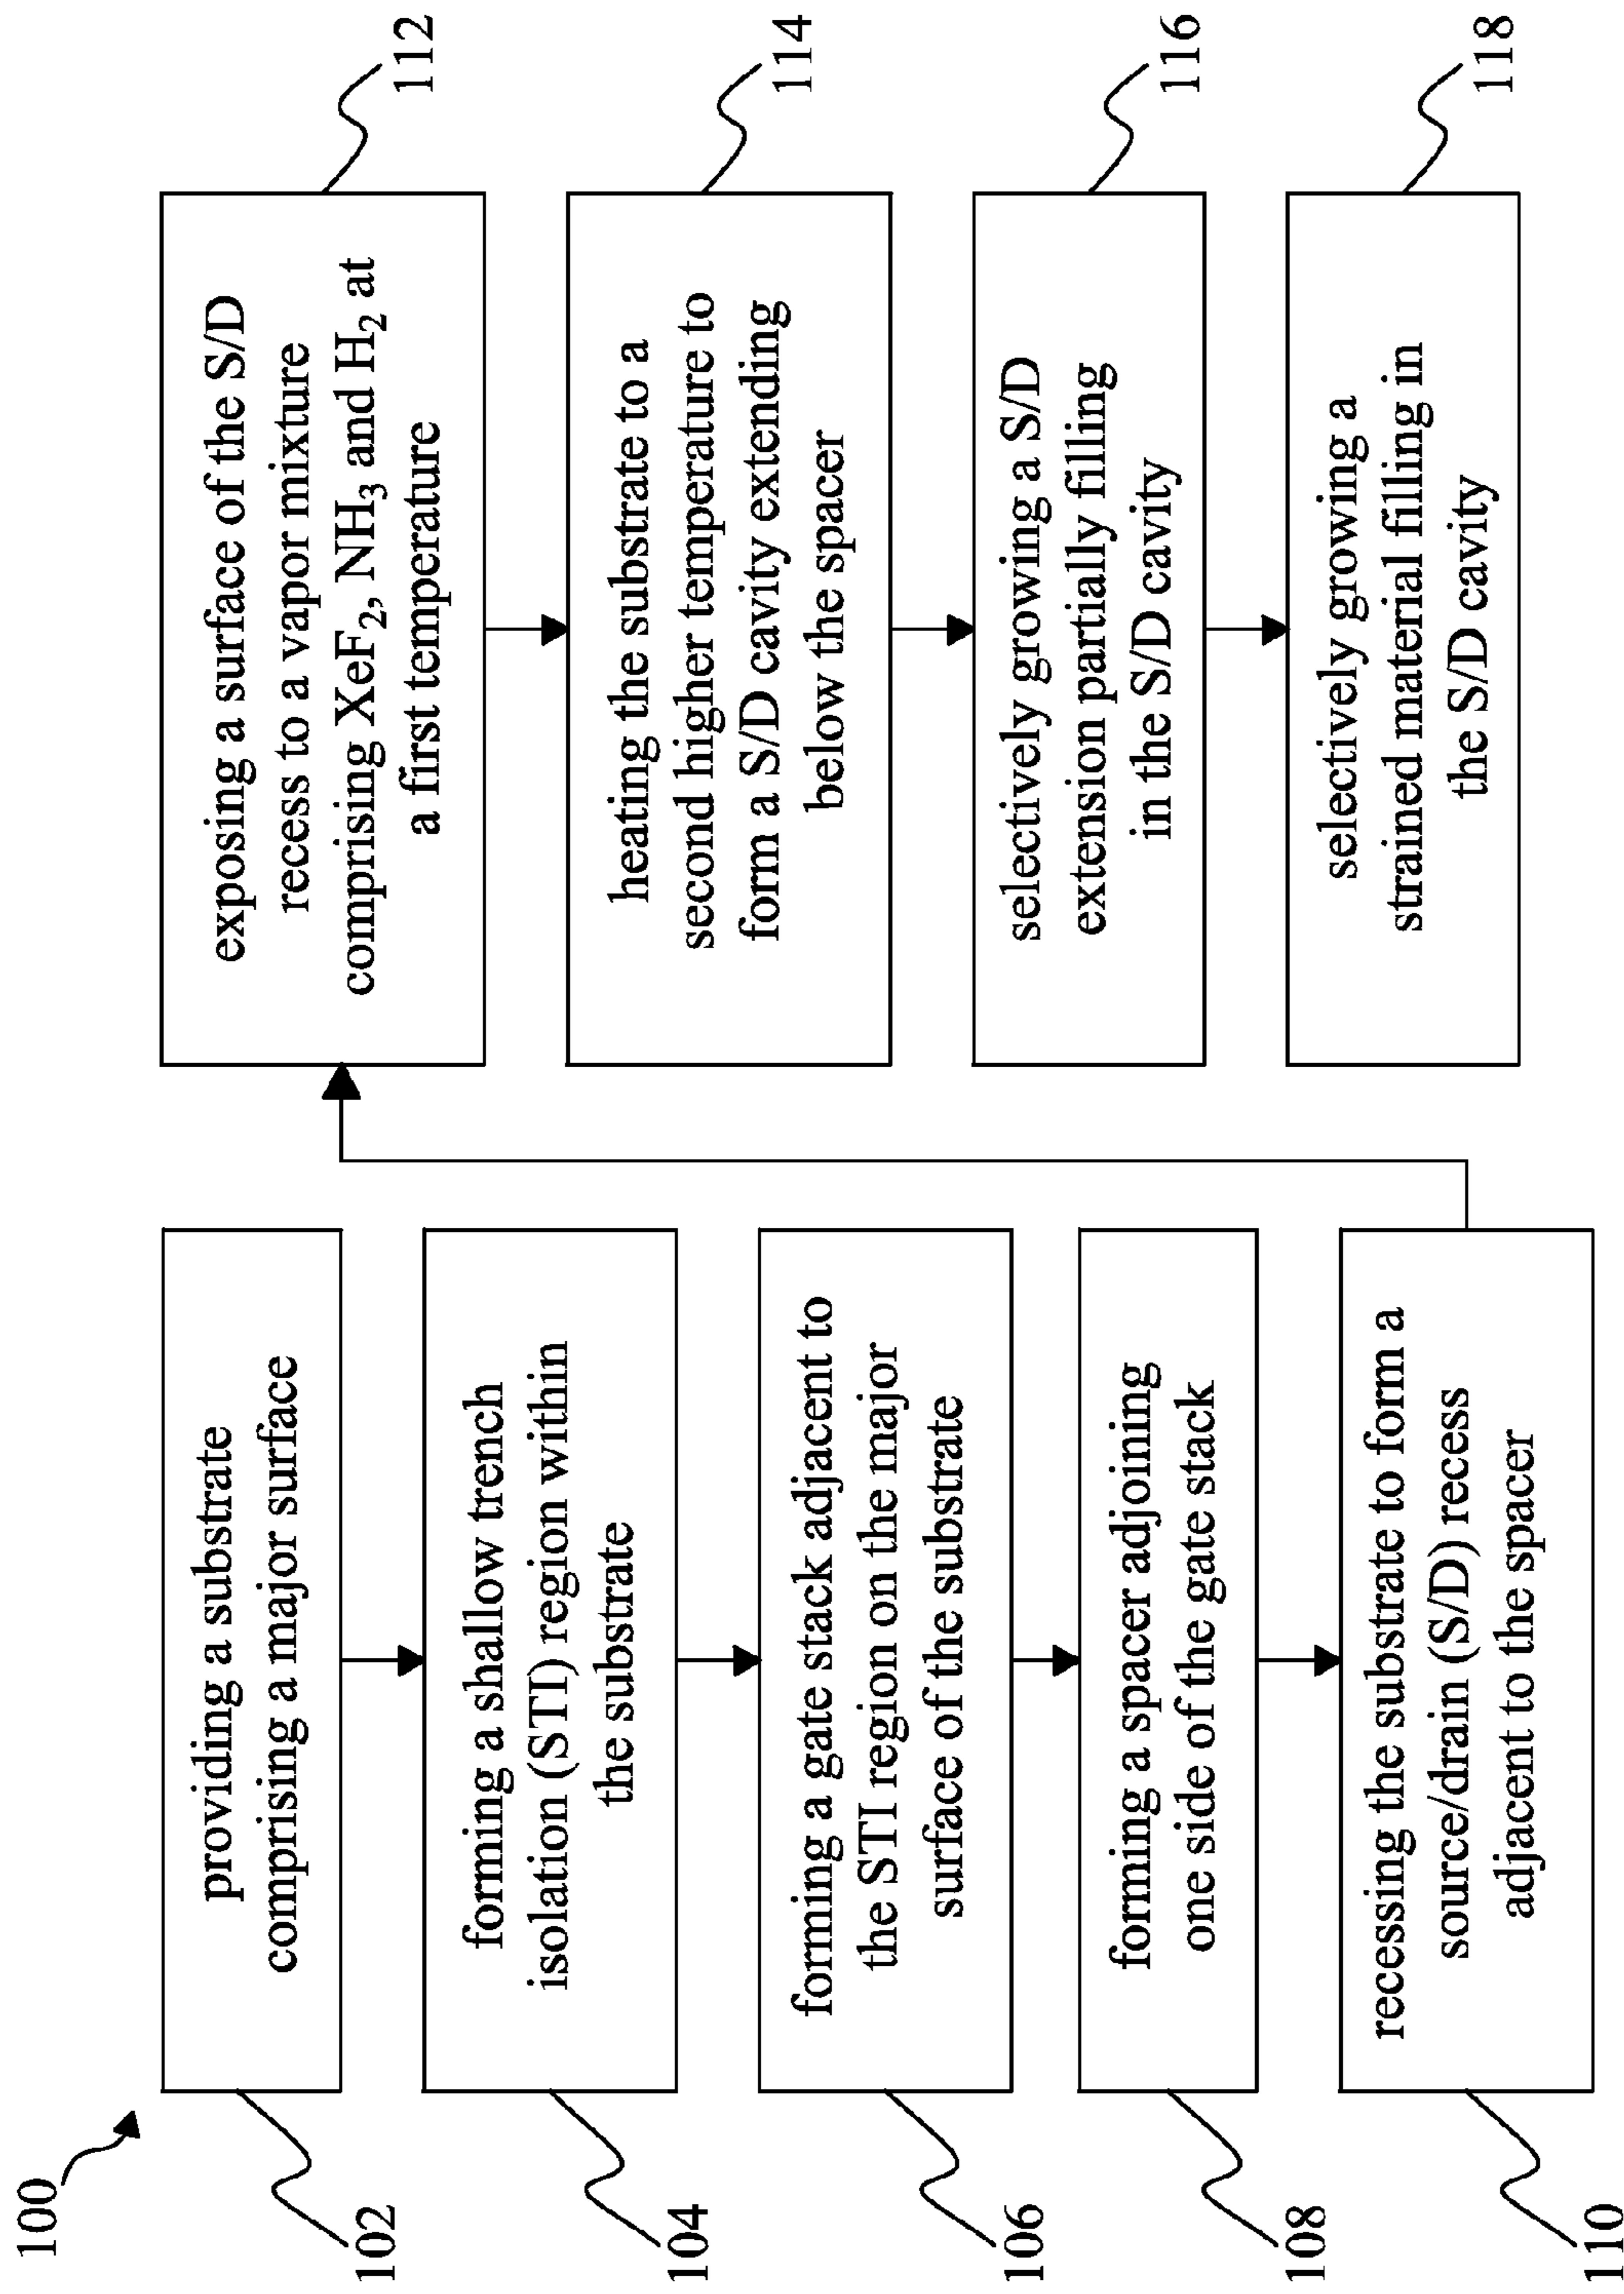 100
102
providing a substrate
comprising a major surface
104
forming a shallow trench
isolation (STI) region within
the substrate
106
forming a gate stack adjacent to
the STI region on the major
surface of the substrate
108
forming a spacer adjoining
one side of the gate stack
110
recessing the substrate to form a
source/drain (S/D) recess
adjacent to the spacer
112
exposing a surface of the S/D
recess to a vapor mixture
comprising XeF₂, NH₃ and H₂ at
a first temperature
114
heating the substrate to a
second higher temperature to
form a S/D cavity extending
below the spacer
116
selectively growing a S/D
extension partially filling
in the S/D cavity
118
selectively growing a
strained material filling in
the S/D cavity